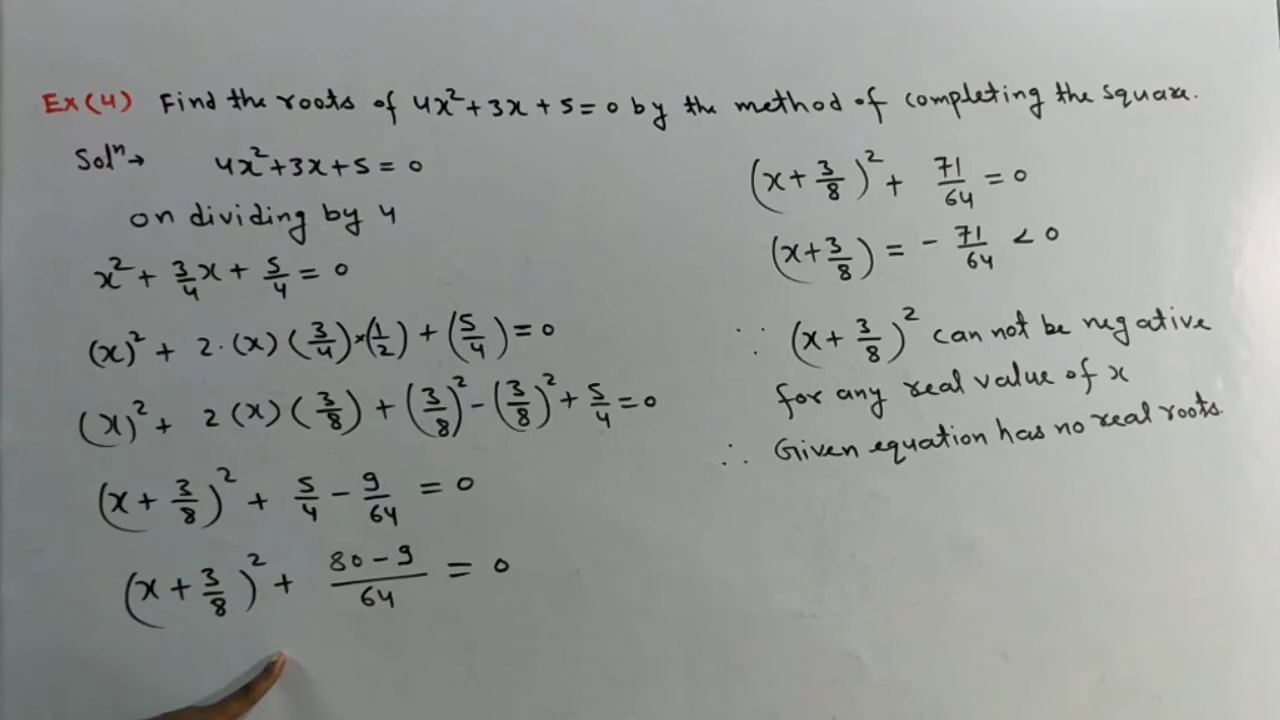 Ex(4) Find the roots of 4x²+3x+5=0 by the method of completing the square.
Solⁿ→ 4x²+3x+5=0
on dividing by 4
x²+ 3/4x+ 5/4=0
(x)²+ 2·(x)(3/4)×(1/2)+(5/4)=0
(x)²+ 2(x)(3/8)+(3/8)²-(3/8)²+5/4=0
(x+3/8)²+ 5/4-9/64 =0
(x+3/8)²+ (80-9)/64 =0
(x+3/8)²+ 71/64=0
(x+3/8)=-71/64<0
∵ (x+3/8)² can not be negative
for any real value of x
∴ Given equation has no real roots.